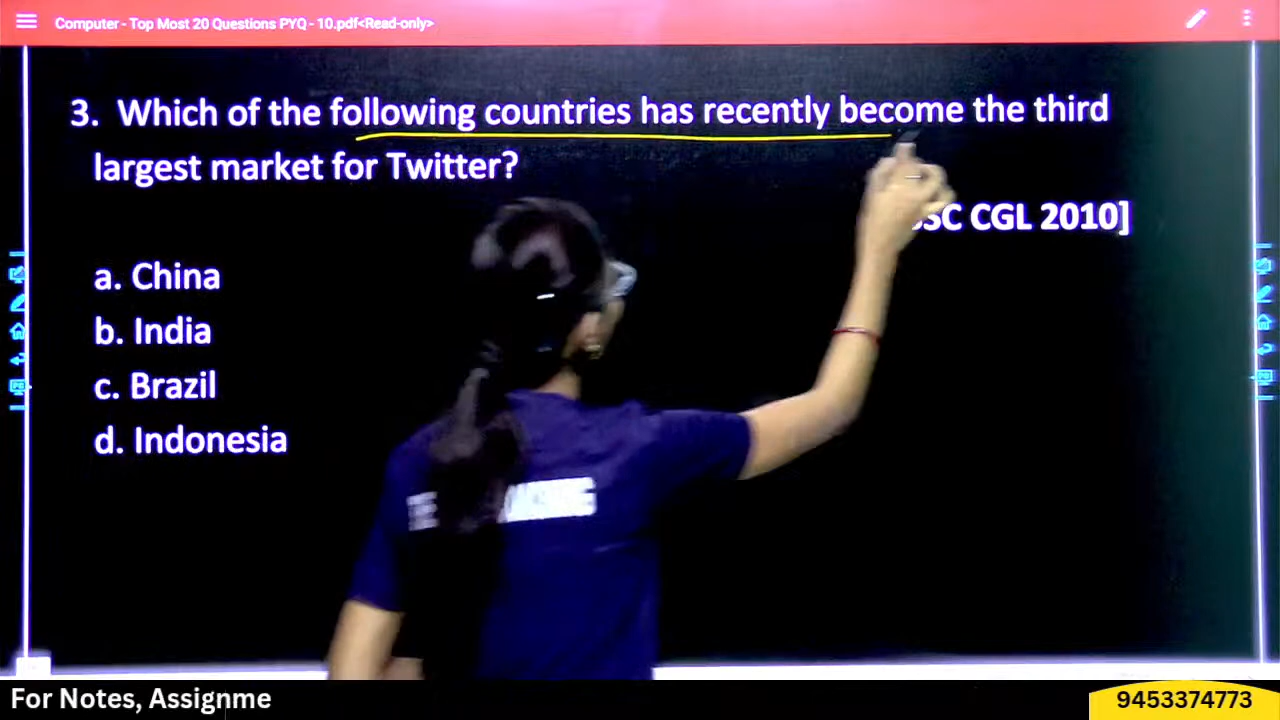 Computer - Top Most 20 Questions PYQ - 10.pdf<Read-only>
3. Which of the following countries has recently become the third
largest market for Twitter?
SC CGL 2010]
a. China
b. India
c. Brazil
d. Indonesia
For Notes, Assignme
9453374773